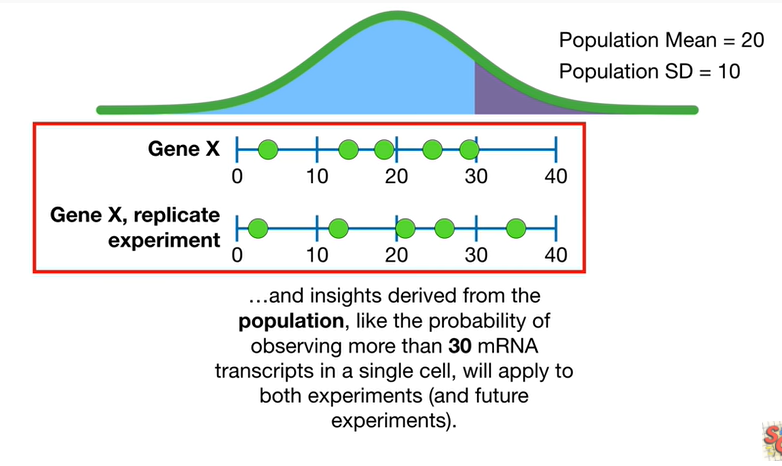 Population Mean = 20
Population SD = 10
Gene X
0 10 20 30 40
Gene X, replicate
experiment
0 10 20 30 40
…and insights derived from the
population, like the probability of
observing more than 30 mRNA
transcripts in a single cell, will apply to
both experiments (and future
experiments).